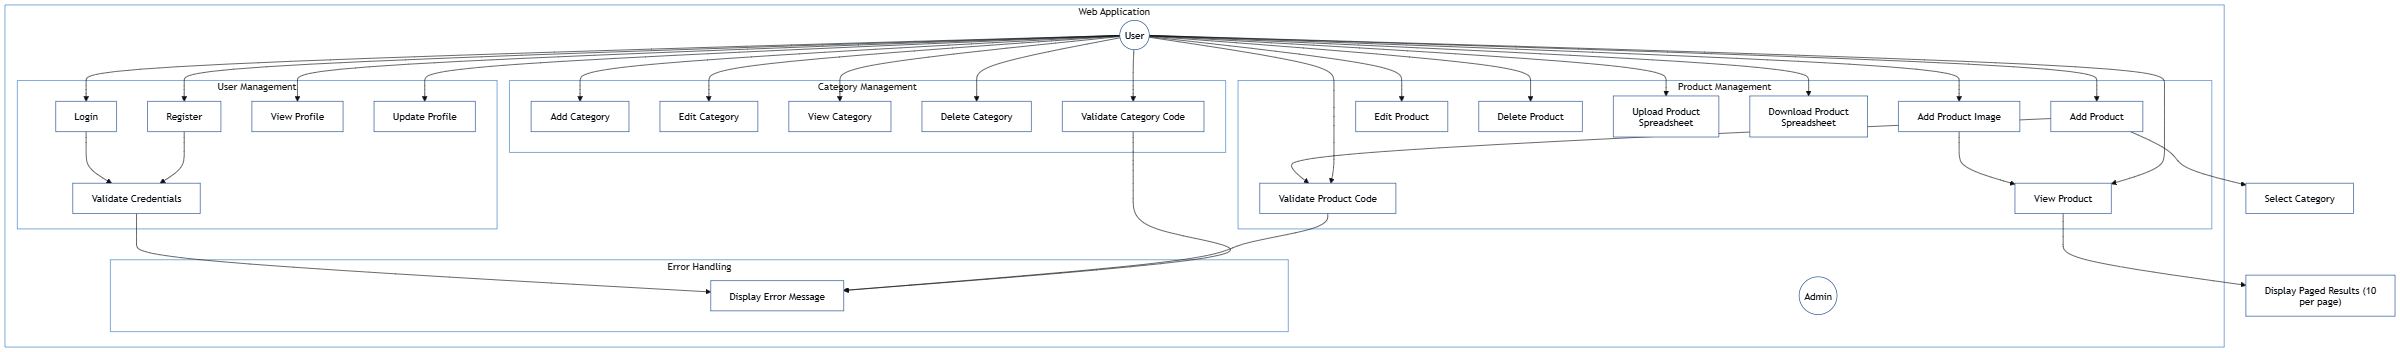 Web Application
User
User Management
Category Management
Product Management
Login
Register
View Profile
Update Profile
Add Category
Edit Category
View Category
Delete Category
Validate Category Code
Edit Product
Delete Product
Upload Product
Spreadsheet
Download Product
Spreadsheet
Add Product Image
Add Product
Validate Credentials
Validate Product Code
View Product
Select Category
Error Handling
Display Error Message
Admin
Display Paged Results (10
per page)